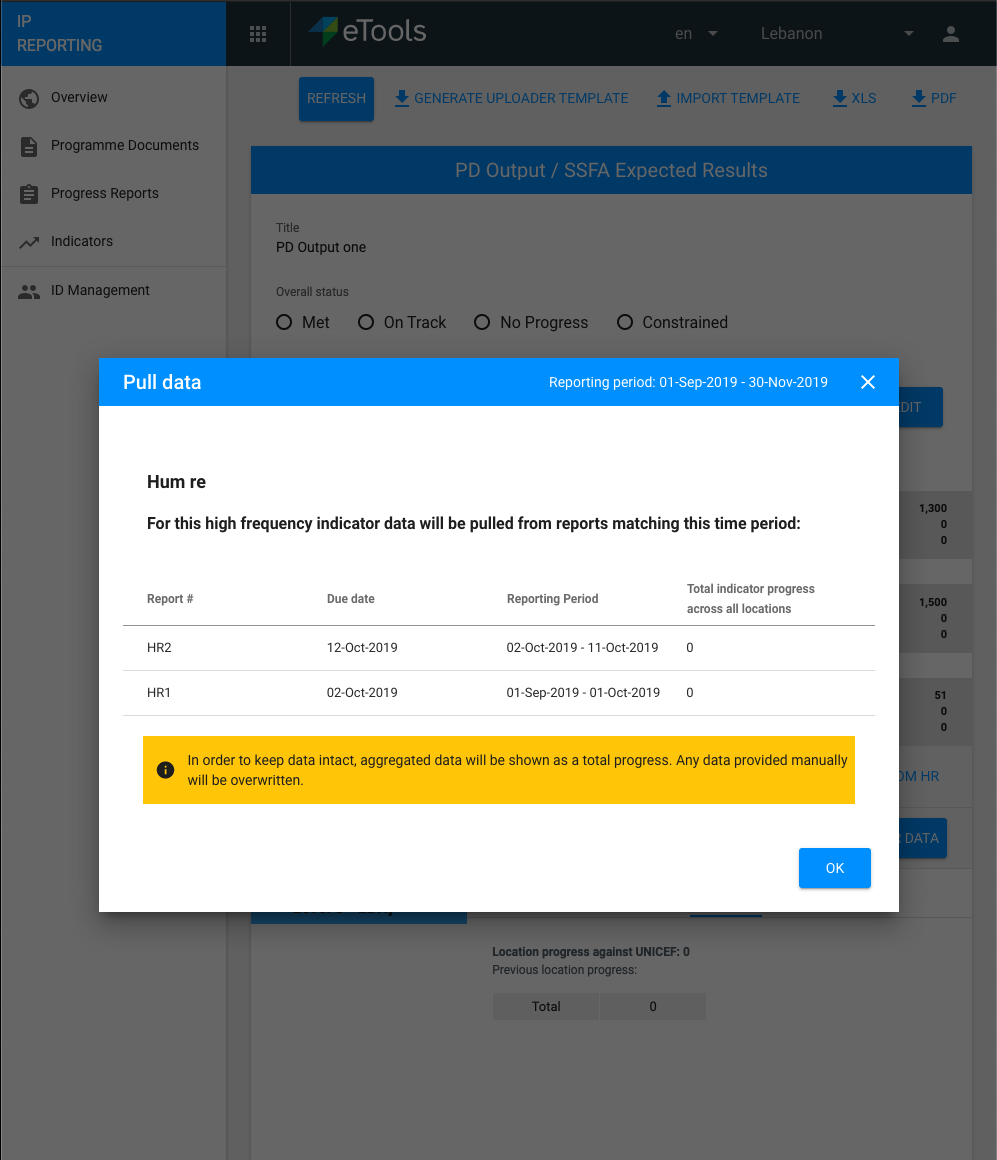 IP
REPORTING
eTools
en
Lebanon
Overview
Programme Documents
Progress Reports
Indicators
ID Management
REFRESH
GENERATE UPLOADER TEMPLATE
IMPORT TEMPLATE
XLS
PDF
PD Output / SSFA Expected Results
Title
PD Output one
Overall status
Met
On Track
No Progress
Constrained
Pull data
Reporting period: 01-Sep-2019 - 30-Nov-2019
DIT
1,300
0
0
1,500
0
0
51
0
0
OM HR
DATA
Hum re
For this high frequency indicator data will be pulled from reports matching this time period:
Report # Due date Reporting Period Total indicator progress
across all locations
HR2 12-Oct-2019 02-Oct-2019 - 11-Oct-2019 0
HR1 02-Oct-2019 01-Sep-2019 - 01-Oct-2019 0
In order to keep data intact, aggregated data will be shown as a total progress. Any data provided manually
will be overwritten.
OK
Location progress against UNICEF: 0
Previous location progress:
Total 0